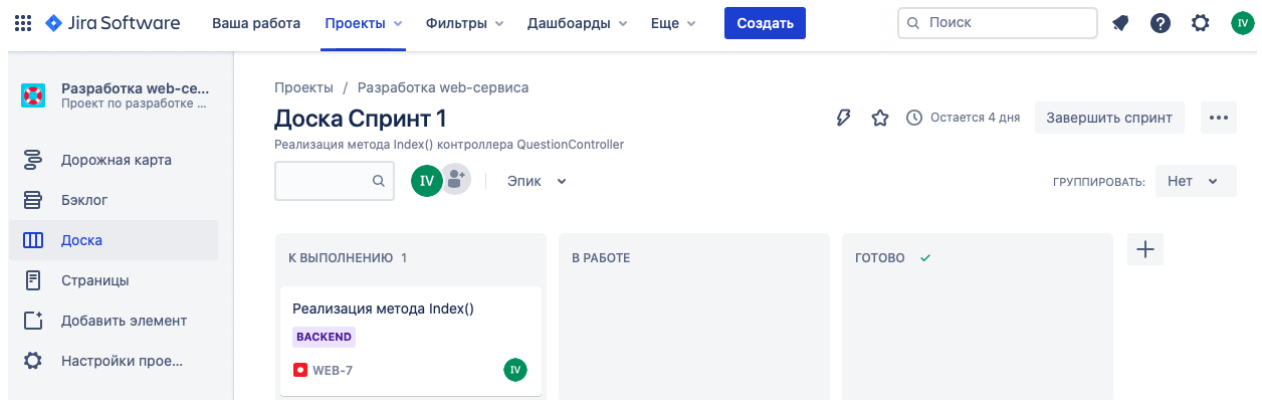 Jira Software Ваша работа Проекты Фильтры Дашборды Еще Создать Поиск IV
Разработка web-се...
Проект по разработке ...
Дорожная карта
Бэклог
Доска
Страницы
Добавить элемент
Настройки прое...
Проекты / Разработка web-сервиса
Доска Спринт 1
Остается 4 дня Завершить спринт
Реализация метода Index() контроллера QuestionController
IV Эпик
ГРУППИРОВАТЬ: Нет
К ВЫПОЛНЕНИЮ 1 В РАБОТЕ ГОТОВО
Реализация метода Index()
BACKEND
WEB-7 IV